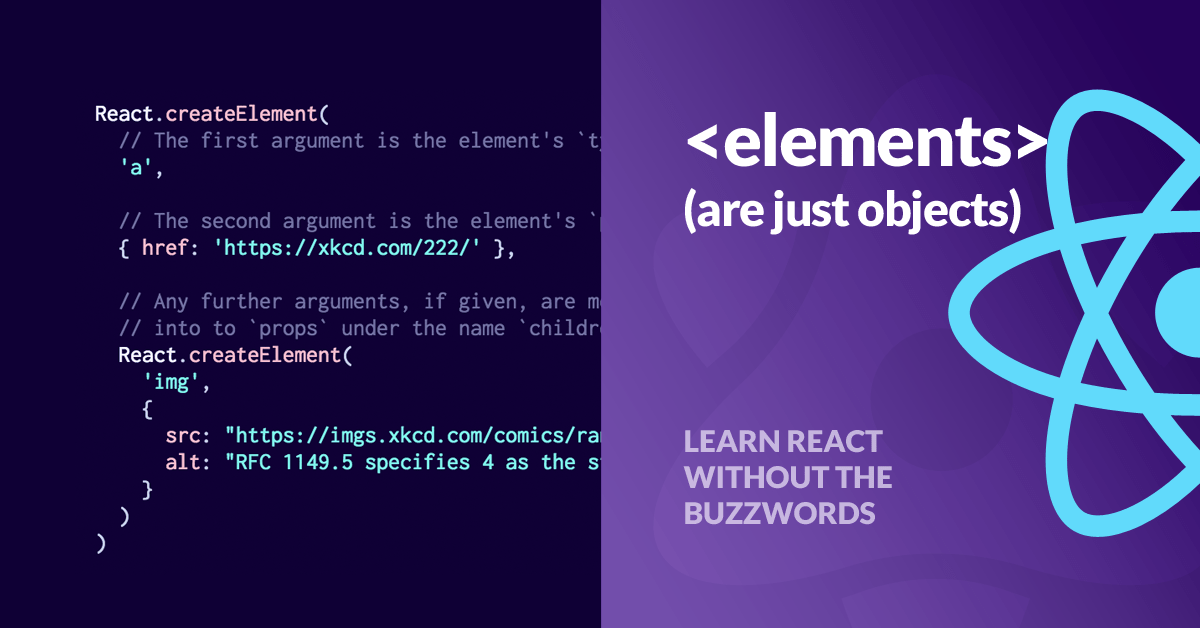 React.createElement(
// The first argument is the element's
'a',
// The second argument is the element's
{ href: 'https://xkcd.com/222/' },
// Any further arguments, if given, are
// into to `props` under the name
React.createElement(
'img',
{
src: "https://imgs.xkcd.com/comics/
alt: "RFC 1149.5 specifies 4 as the
}
)
)
<elements>
(are just objects)
LEARN REACT
WITHOUT THE
BUZZWORDS